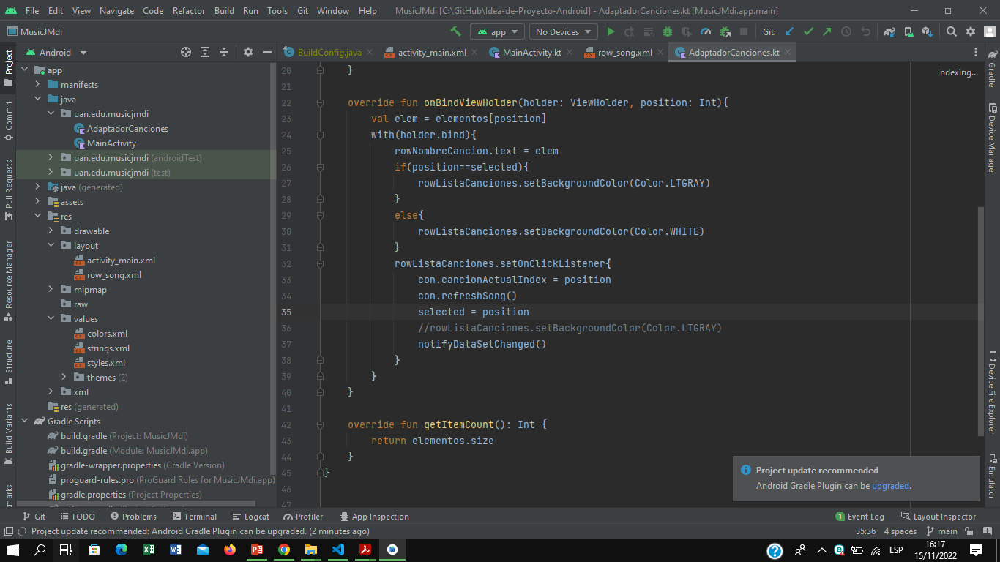 File Edit View Navigate Code Refactor Build Run Tools Git Window Help MusicJMdi [C:\GitHub\Idea-de-Proyecto-Android] - AdaptadorCanciones.kt [MusicJMdi.app.main]
MusicJMdi app No Devices Git:
Project Android BuildConfig.java activity_main.xml MainActivity.kt row_song.xml AdaptadorCanciones.kt Gradle
app
manifests
java
uan.edu.musicjmdi
AdaptadorCanciones
MainActivity
uan.edu.musicjmdi (androidTest)
uan.edu.musicjmdi (test)
java (generated)
assets
res
drawable
layout
activity_main.xml
row_song.xml
mipmap
raw
values
colors.xml
strings.xml
styles.xml
themes (2)
xml
res (generated)
Gradle Scripts
build.gradle (Project: MusicJMdi)
build.gradle (Module: MusicJMdi.app)
gradle-wrapper.properties (Gradle Version)
proguard-rules.pro (ProGuard Rules for MusicJMdi.app)
gradle.properties (Project Properties)
Commit
Pull Requests
Resource Manager
Structure
Build Variants
Indexing...
20 }
21
22 override fun onBindViewHolder(holder: ViewHolder, position: Int){
23 val elem = elementos[position]
24 with(holder.bind){
25 rowNombreCancion.text = elem
26 if(position==selected){
27 rowListaCanciones.setBackgroundColor(Color.LTGRAY)
28 }
29 else{
30 rowListaCanciones.setBackgroundColor(Color.WHITE)
31 }
32 rowListaCanciones.setOnClickListener{
33 con.cancionActualIndex = position
34 con.refreshSong()
35 selected = position
36 //rowListaCanciones.setBackgroundColor(Color.LTGRAY)
37 notifyDataSetChanged()
38 }
39 }
40 }
41
42 override fun getItemCount(): Int {
43 return elementos.size
44 }
45 }
46
47
Device Manager
Device File Explorer
Emulator
Project update recommended
Android Gradle Plugin can be upgraded.
Git TODO Problems Terminal Logcat Profiler App Inspection 1 Event Log Layout Inspector
Project update recommended: Android Gradle Plugin can be upgraded. (2 minutes ago) 35:36 4 spaces main
ESP 16:17
15/11/2022